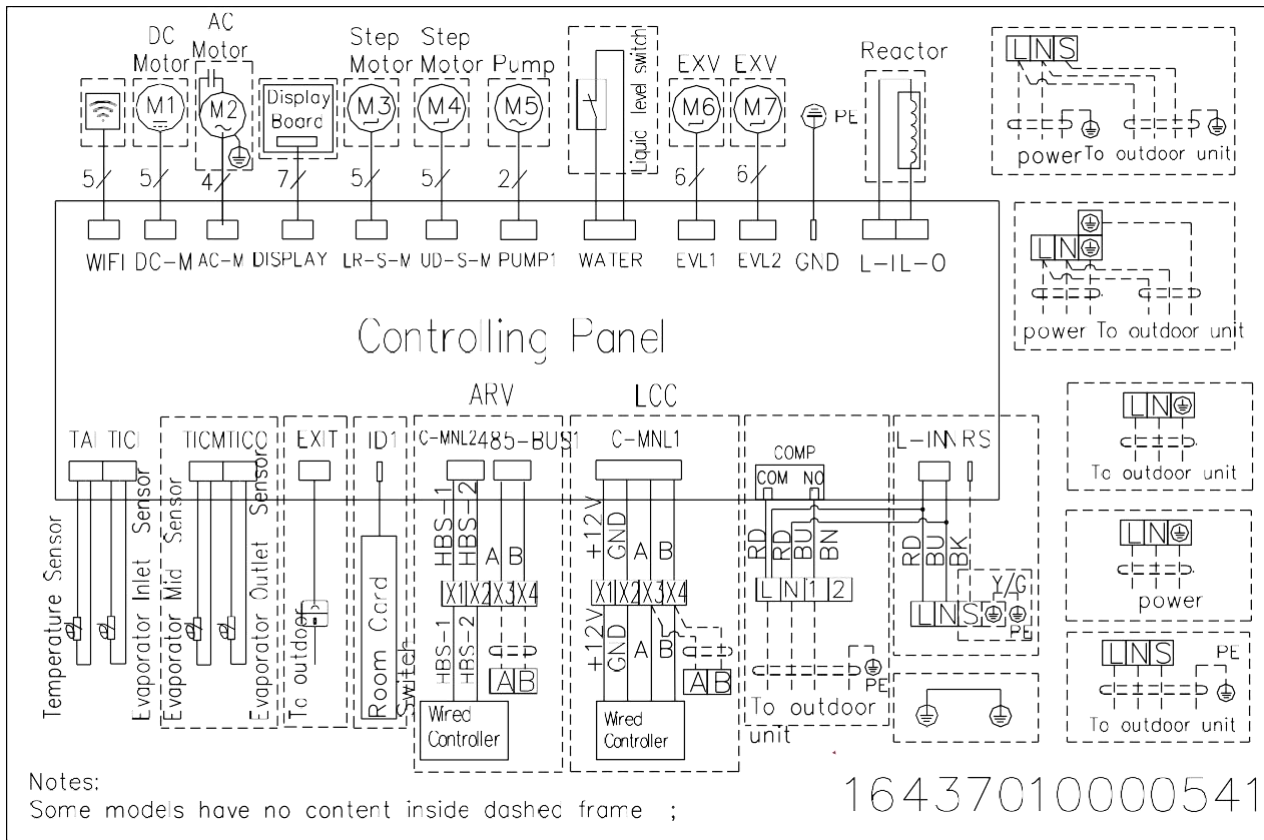 DC
Motor
AC
Motor
Step
Motor
Step
Motor
Pump
Liquic level switch
EXV
EXV
Reactor
L N S
M1
M2
Display
Board
M3
M4
M5
M6
M7
PE
power To outdoor unit
5
5
4
7
5
5
2
6
6
WIFI
DC-M
AC-M
DISPLAY
LR-S-M
UD-S-M
PUMP1
WATER
EVL1
EVL2
GND
L-I
L-O
L N
power To outdoor unit
Controlling Panel
ARV
LCC
TAI
TICI
TICM
TICO
EXIT
ID1
C-MNL2
485-BUS1
C-MNL1
COMP
COM
NO
L-IN
N
RS
L N
To outdoor unit
Temperature Sensor
Evaporator Inlet Sensor
Evaporator Mid Sensor
Evaporator Outlet Sensor
To outdoor
Room Card
Switch
HBS-1
HBS-2
A
B
X1 X2 X3 X4
HBS-1
HBS-2
A B
Wired
Controller
+12V
GND
A
B
X1 X2 X3 X4
+12V
GND
A
B
A B
Wired
Controller
RD
RD
BU
BN
L N 1 2
PE
To outdoor
unit
RD
BU
BK
Y/G
L N S
PE
L N
power
L N S
PE
To outdoor unit
Notes:
Some models have no content inside dashed frame ;
16437010000541